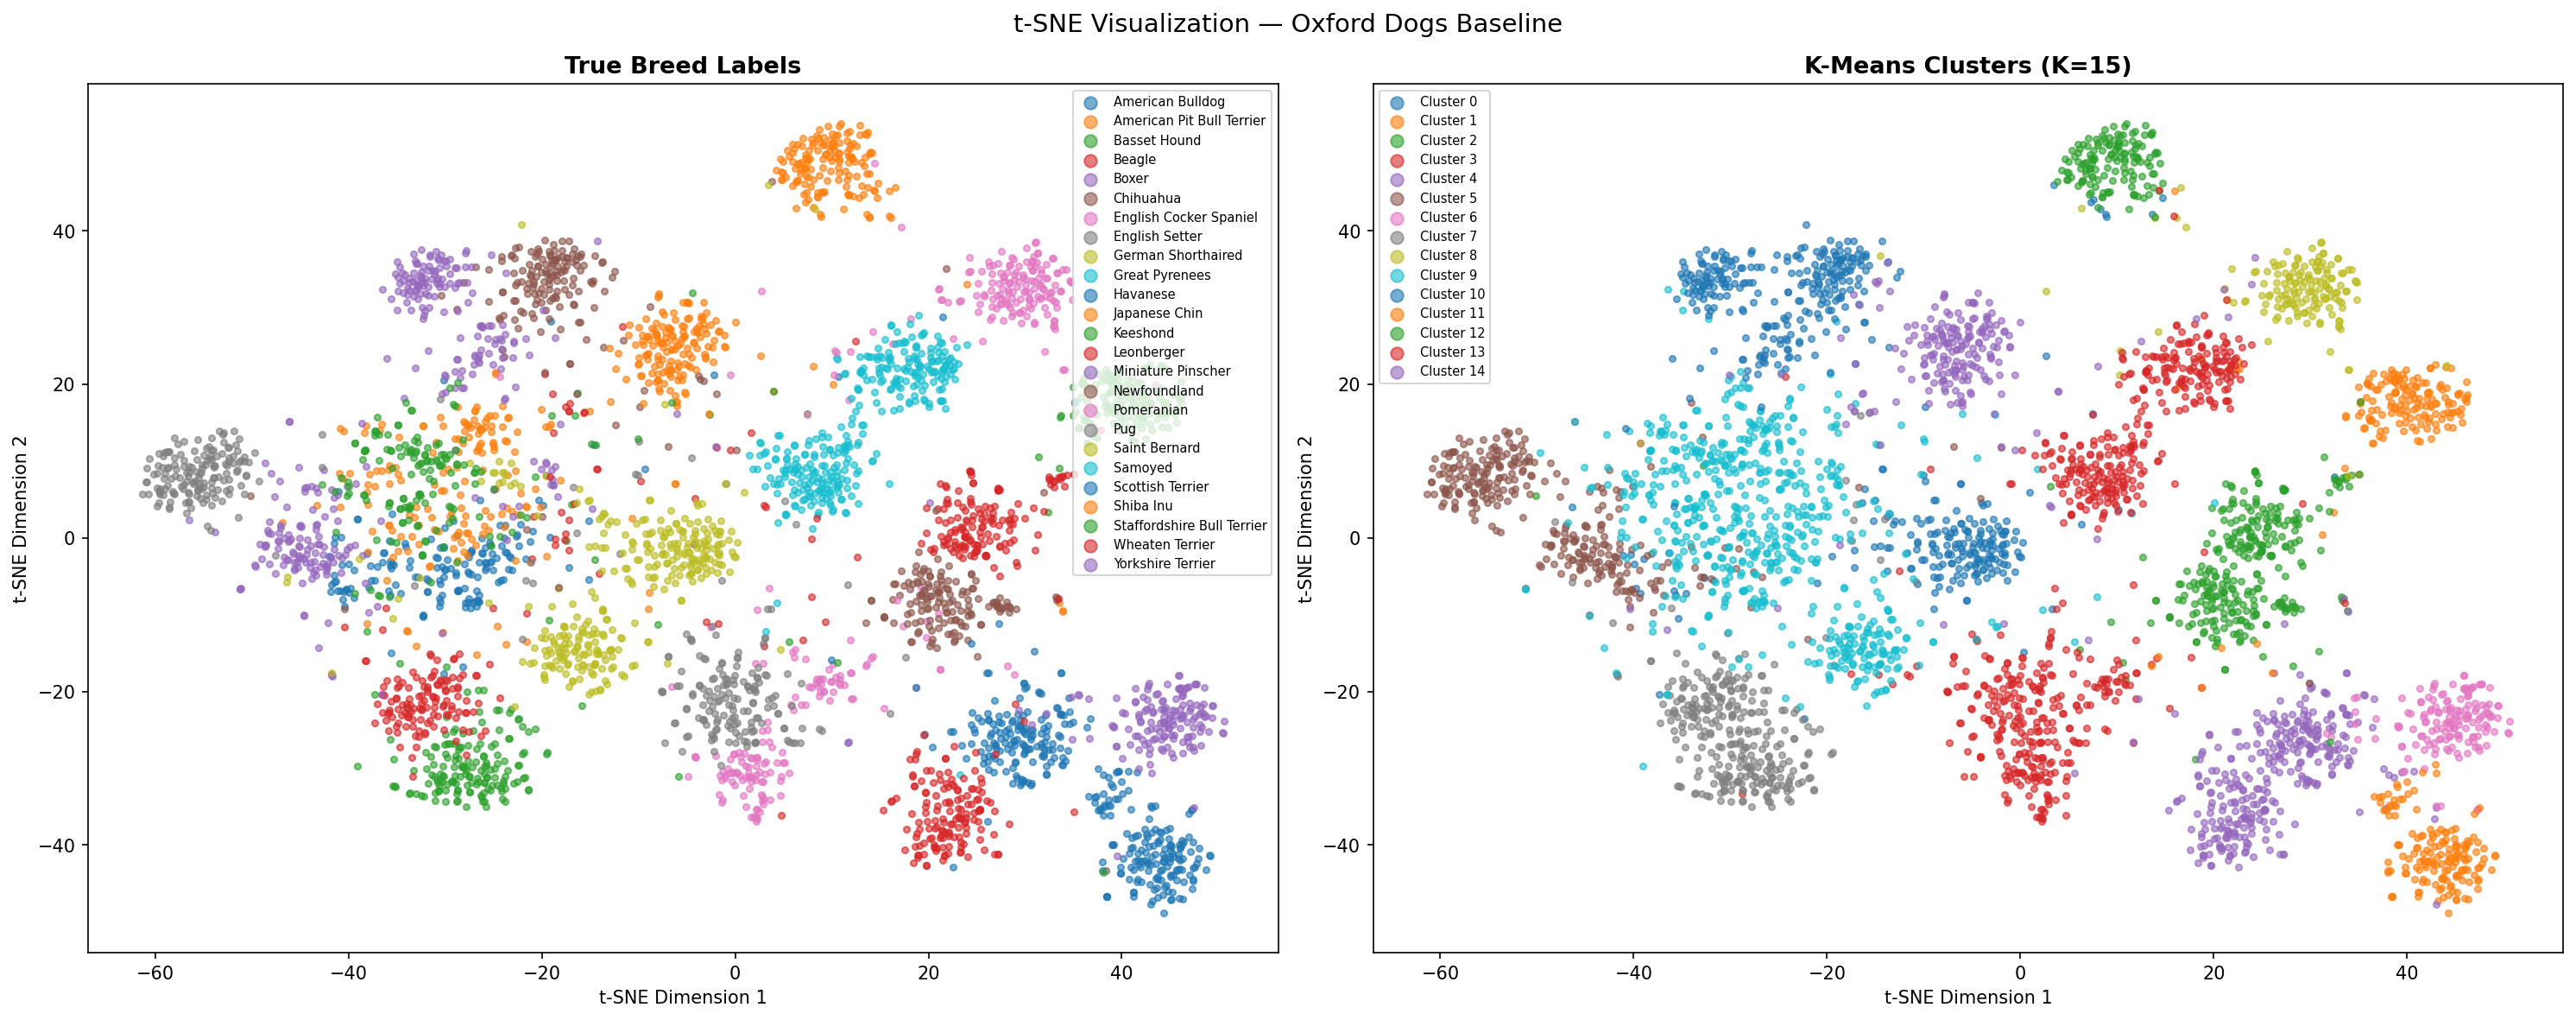 t-SNE Visualization — Oxford Dogs Baseline
True Breed Labels
American Bulldog
American Pit Bull Terrier
Basset Hound
Beagle
Boxer
Chihuahua
English Cocker Spaniel
English Setter
German Shorthaired
Great Pyrenees
Havanese
Japanese Chin
Keeshond
Leonberger
Miniature Pinscher
Newfoundland
Pomeranian
Pug
Saint Bernard
Samoyed
Scottish Terrier
Shiba Inu
Staffordshire Bull Terrier
Wheaten Terrier
Yorkshire Terrier
40
20
0
−20
−40
t-SNE Dimension 2
−60 −40 −20 0 20 40
t-SNE Dimension 1
K-Means Clusters (K=15)
Cluster 0
Cluster 1
Cluster 2
Cluster 3
Cluster 4
Cluster 5
Cluster 6
Cluster 7
Cluster 8
Cluster 9
Cluster 10
Cluster 11
Cluster 12
Cluster 13
Cluster 14
40
20
0
−20
−40
t-SNE Dimension 2
−60 −40 −20 0 20 40
t-SNE Dimension 1